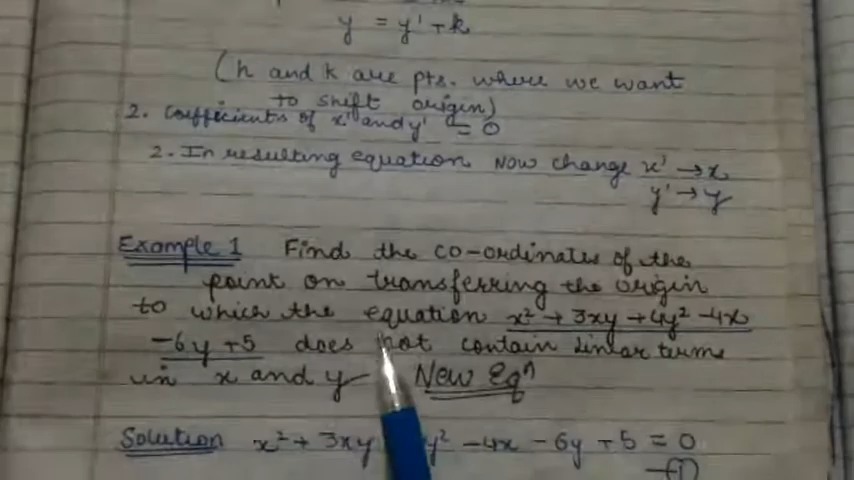 y = y' + k
(h and k are pts. where we want
to shift origin)
2. Coefficients of x' and y' = 0
2. In resulting equation Now change x' → x
y' → y
Example 1 Find the co-ordinates of the
point on transferring the origin
to which the equation x² + 3xy + 4y² - 4x
- 6y + 5 does not contain linear terms
in x and y New Eqⁿ
Solution x² + 3xy y² - 4x - 6y + 5 = 0
-(1)